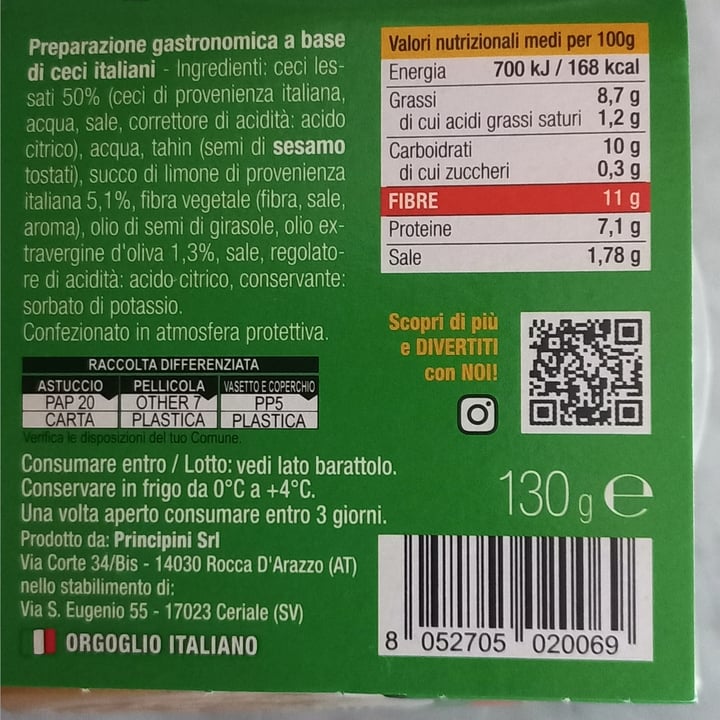 Preparazione gastronomica a base
di ceci italiani - Ingredienti: ceci les-
sati 50% (ceci di provenienza italiana,
acqua, sale, correttore di acidità: acido
citrico), acqua, tahin (semi di sesamo
tostati), succo di limone di provenienza
italiana 5,1%, fibra vegetale (fibra, sale,
aroma), olio di semi di girasole, olio ex-
travergine d'oliva 1,3%, sale, regolato-
re di acidità: acido citrico, conservante:
sorbato di potassio.
Confezionato in atmosfera protettiva.
RACCOLTA DIFFERENZIATA
ASTUCCIO PELLICOLA VASETTO E COPERCHIO
PAP 20 OTHER 7 PP5
CARTA PLASTICA PLASTICA
Verifica le disposizioni del tuo Comune.
Consumare entro / Lotto: vedi lato barattolo.
Conservare in frigo da 0°C a +4°C.
Una volta aperto consumare entro 3 giorni.
Prodotto da: Principini Srl
Via Corte 34/Bis - 14030 Rocca D'Arazzo (AT)
nello stabilimento di:
Via S. Eugenio 55 - 17023 Ceriale (SV)
ORGOGLIO ITALIANO
Valori nutrizionali medi per 100g
Energia 700 kJ / 168 kcal
Grassi 8,7 g
di cui acidi grassi saturi 1,2 g
Carboidrati 10 g
di cui zuccheri 0,3 g
FIBRE 11 g
Proteine 7,1 g
Sale 1,78 g
Scopri di più
e DIVERTITI
con NOI!
130 g e
8 052705 020069